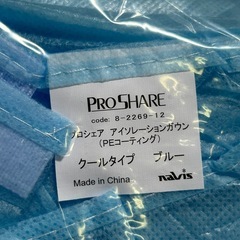 PROSHARE
code: 8-2269-12
プロシェア アイソレーションガウン
(PEコーティング)
クールタイプ ブルー
Made in China
navis